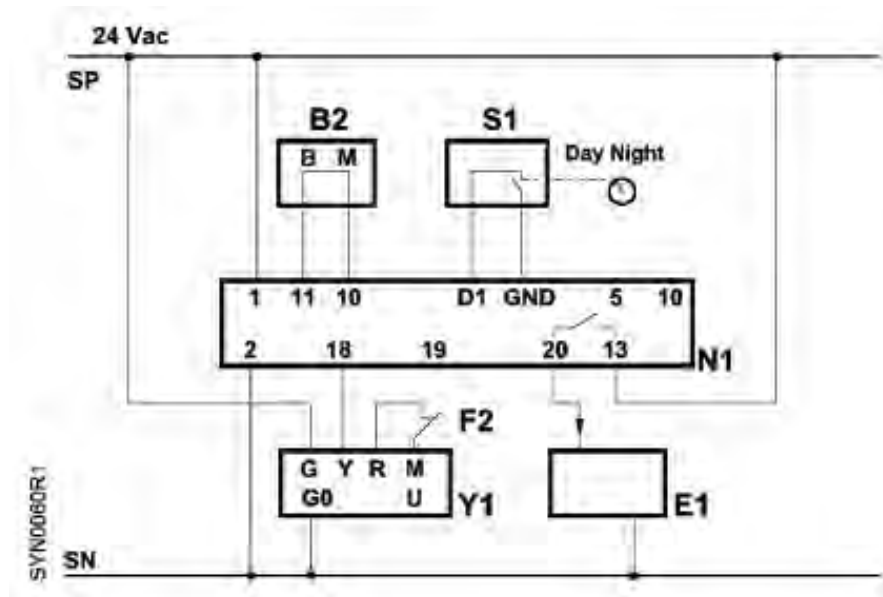 24 Vac
SP
B2 S1
B M Day Night
1 11 10 D1 GND 5 10
2 18 19 20 13 N1
F2
G Y R M
G0 U Y1 E1
SN
SYN0060R1